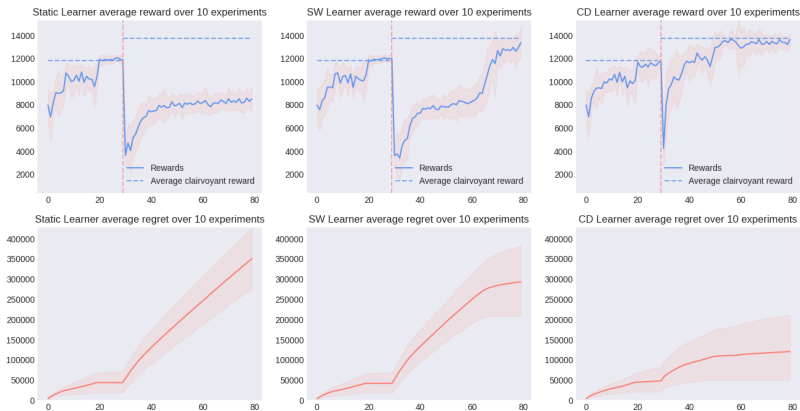 Static Learner average reward over 10 experiments
14000
12000
10000
8000
6000
4000
2000
0 20 40 60 80
Rewards
Average clairvoyant reward
SW Learner average reward over 10 experiments
14000
12000
10000
8000
6000
4000
2000
0 20 40 60 80
Rewards
Average clairvoyant reward
CD Learner average reward over 10 experiments
14000
12000
10000
8000
6000
4000
2000
0 20 40 60 80
Rewards
Average clairvoyant reward
Static Learner average regret over 10 experiments
400000
350000
300000
250000
200000
150000
100000
50000
0
0 20 40 60 80
SW Learner average regret over 10 experiments
400000
350000
300000
250000
200000
150000
100000
50000
0
0 20 40 60 80
CD Learner average regret over 10 experiments
400000
350000
300000
250000
200000
150000
100000
50000
0
0 20 40 60 80